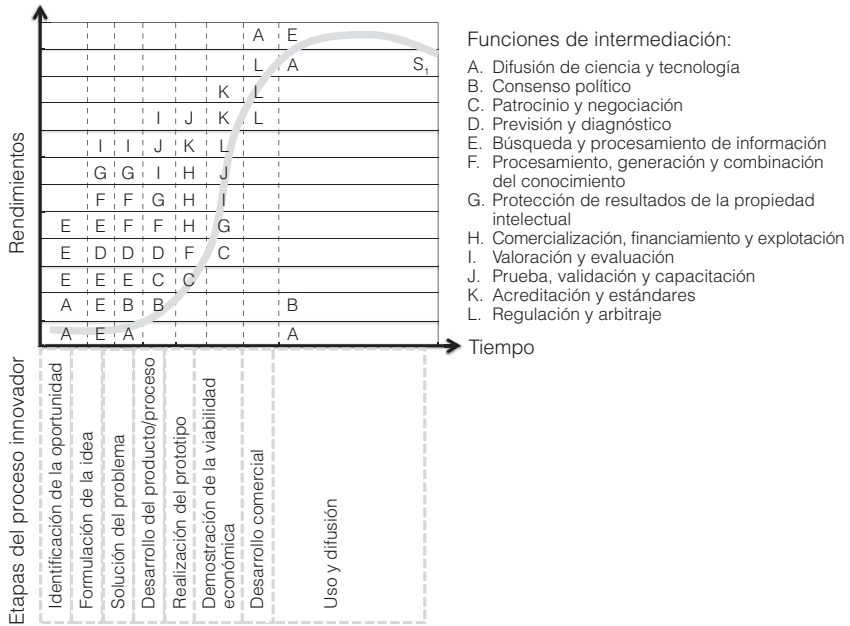 Rendimientos
A E
L A S₁
K L
I J K L
I I J K L
G G I H J
F F G H I
E E F F H G
E D D D F C
E E E C C
A E B B B
A E A A
Tiempo
Etapas del proceso innovador
Identificación de la oportunidad
Formulación de la idea
Solución del problema
Desarrollo del producto/proceso
Realización del prototipo
Demostración de la viabilidad
económica
Desarrollo comercial
Uso y difusión
Funciones de intermediación:
A. Difusión de ciencia y tecnología
B. Consenso político
C. Patrocinio y negociación
D. Previsión y diagnóstico
E. Búsqueda y procesamiento de información
F. Procesamiento, generación y combinación
del conocimiento
G. Protección de resultados de la propiedad
intelectual
H. Comercialización, financiamiento y explotación
I. Valoración y evaluación
J. Prueba, validación y capacitación
K. Acreditación y estándares
L. Regulación y arbitraje